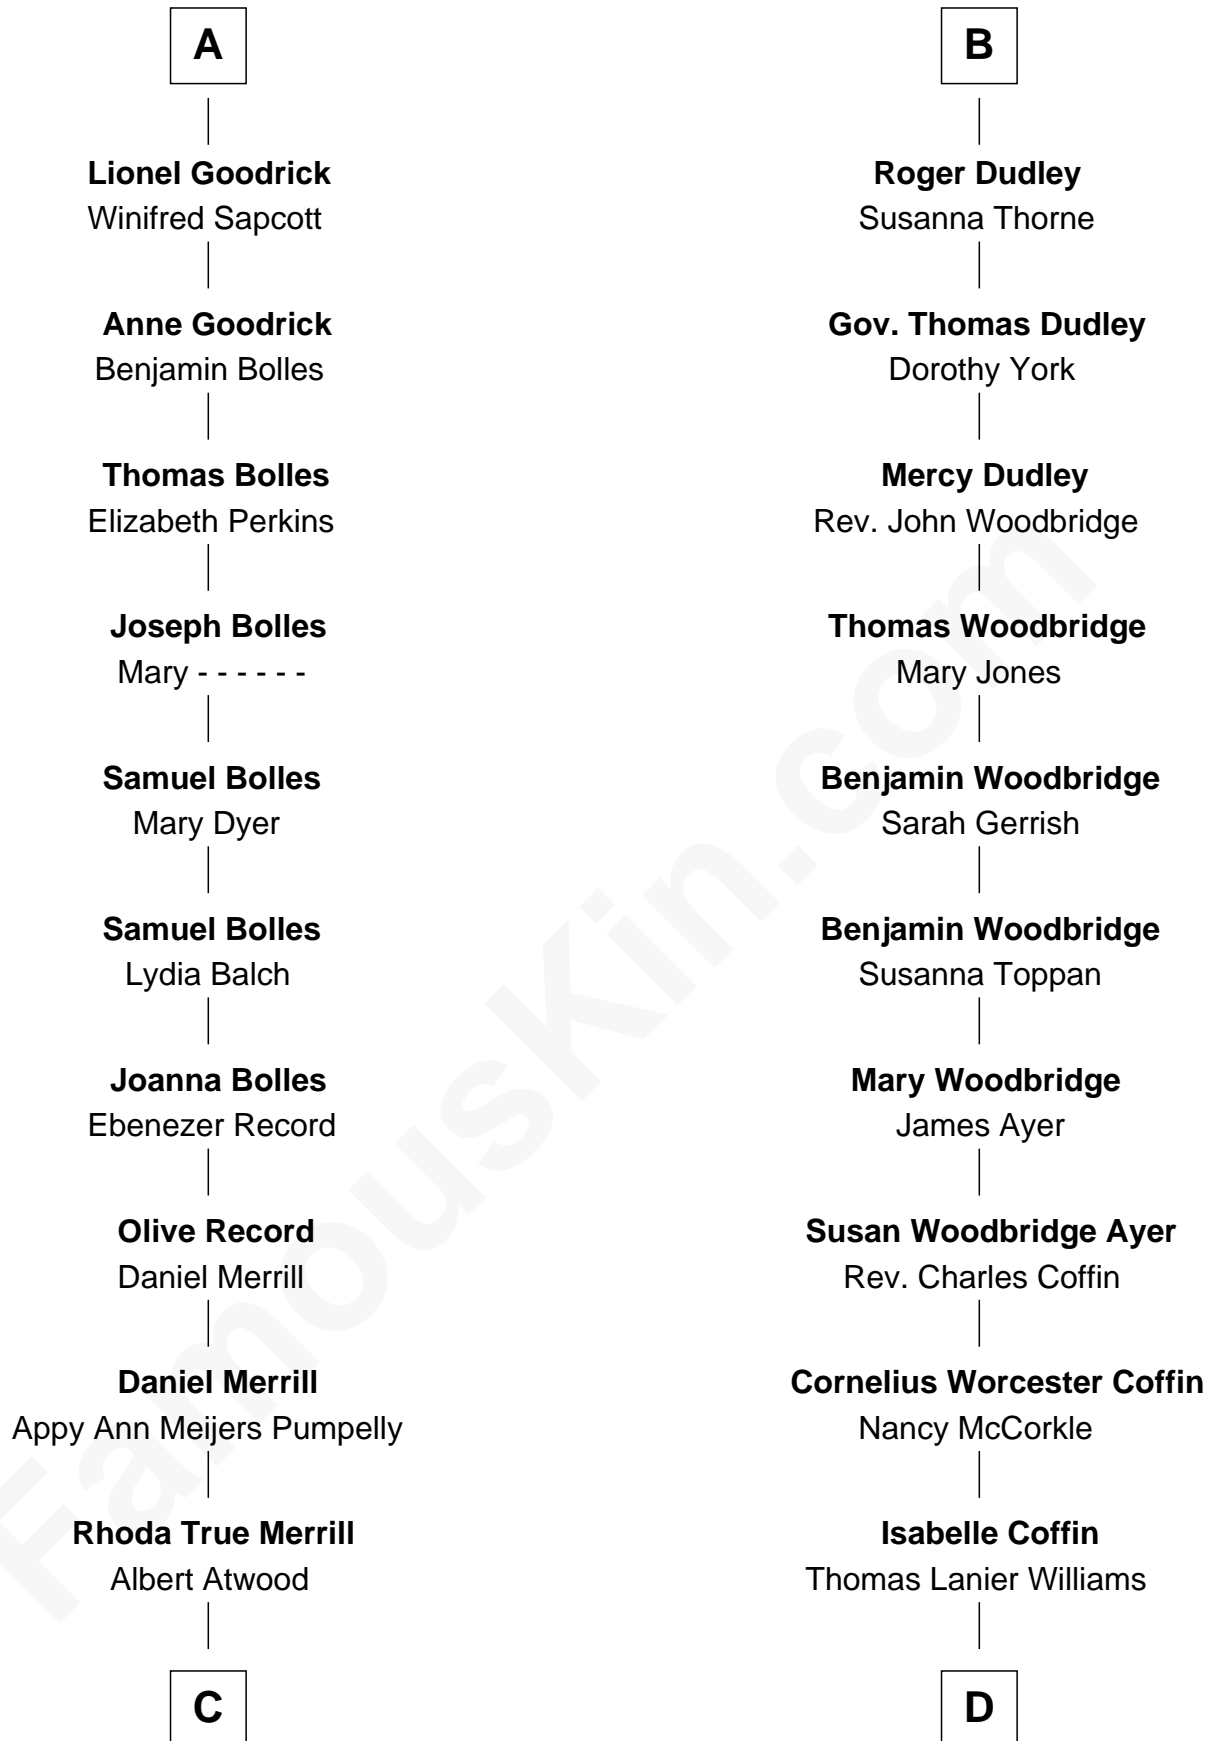 A
Lionel Goodrick
Winifred Sapcott
Anne Goodrick
Benjamin Bolles
Thomas Bolles
Elizabeth Perkins
Joseph Bolles
Mary - - - - - -
Samuel Bolles
Mary Dyer
Samuel Bolles
Lydia Balch
Joanna Bolles
Ebenezer Record
Olive Record
Daniel Merrill
Daniel Merrill
Appy Ann Meijers Pumpelly
Rhoda True Merrill
Albert Atwood
C
B
Roger Dudley
Susanna Thorne
Gov. Thomas Dudley
Dorothy York
Mercy Dudley
Rev. John Woodbridge
Thomas Woodbridge
Mary Jones
Benjamin Woodbridge
Sarah Gerrish
Benjamin Woodbridge
Susanna Toppan
Mary Woodbridge
James Ayer
Susan Woodbridge Ayer
Rev. Charles Coffin
Cornelius Worcester Coffin
Nancy McCorkle
Isabelle Coffin
Thomas Lanier Williams
D
FamousKin.com